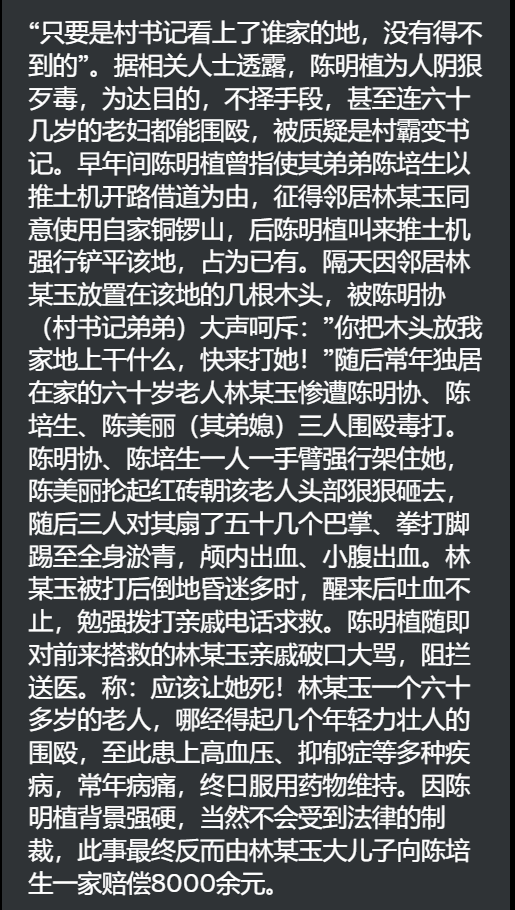 “只要是村书记看上了谁家的地，没有得不
到的”。据相关人士透露，陈明植为人阴狠
歹毒，为达目的，不择手段，甚至连六十
几岁的老妇都能围殴，被质疑是村霸变书
记。早年间陈明植曾指使其弟弟陈培生以
推土机开路借道为由，征得邻居林某玉同
意使用自家铜锣山，后陈明植叫来推土机
强行铲平该地，占为已有。隔天因邻居林
某玉放置在该地的几根木头，被陈明协
（村书记弟弟）大声呵斥：”你把木头放我
家地上干什么，快来打她！”随后常年独居
在家的六十岁老人林某玉惨遭陈明协、陈
培生、陈美丽（其弟媳）三人围殴毒打。
陈明协、陈培生一人一手臂强行架住她，
陈美丽抡起红砖朝该老人头部狠狠砸去，
随后三人对其扇了五十几个巴掌、拳打脚
踢至全身淤青，颅内出血、小腹出血。林
某玉被打后倒地昏迷多时，醒来后吐血不
止，勉强拨打亲戚电话求救。陈明植随即
对前来搭救的林某玉亲戚破口大骂，阻拦
送医。称：应该让她死！林某玉一个六十
多岁的老人，哪经得起几个年轻力壮人的
围殴，至此患上高血压、抑郁症等多种疾
病，常年病痛，终日服用药物维持。因陈
明植背景强硬，当然不会受到法律的制
裁，此事最终反而由林某玉大儿子向陈培
生一家赔偿8000余元。